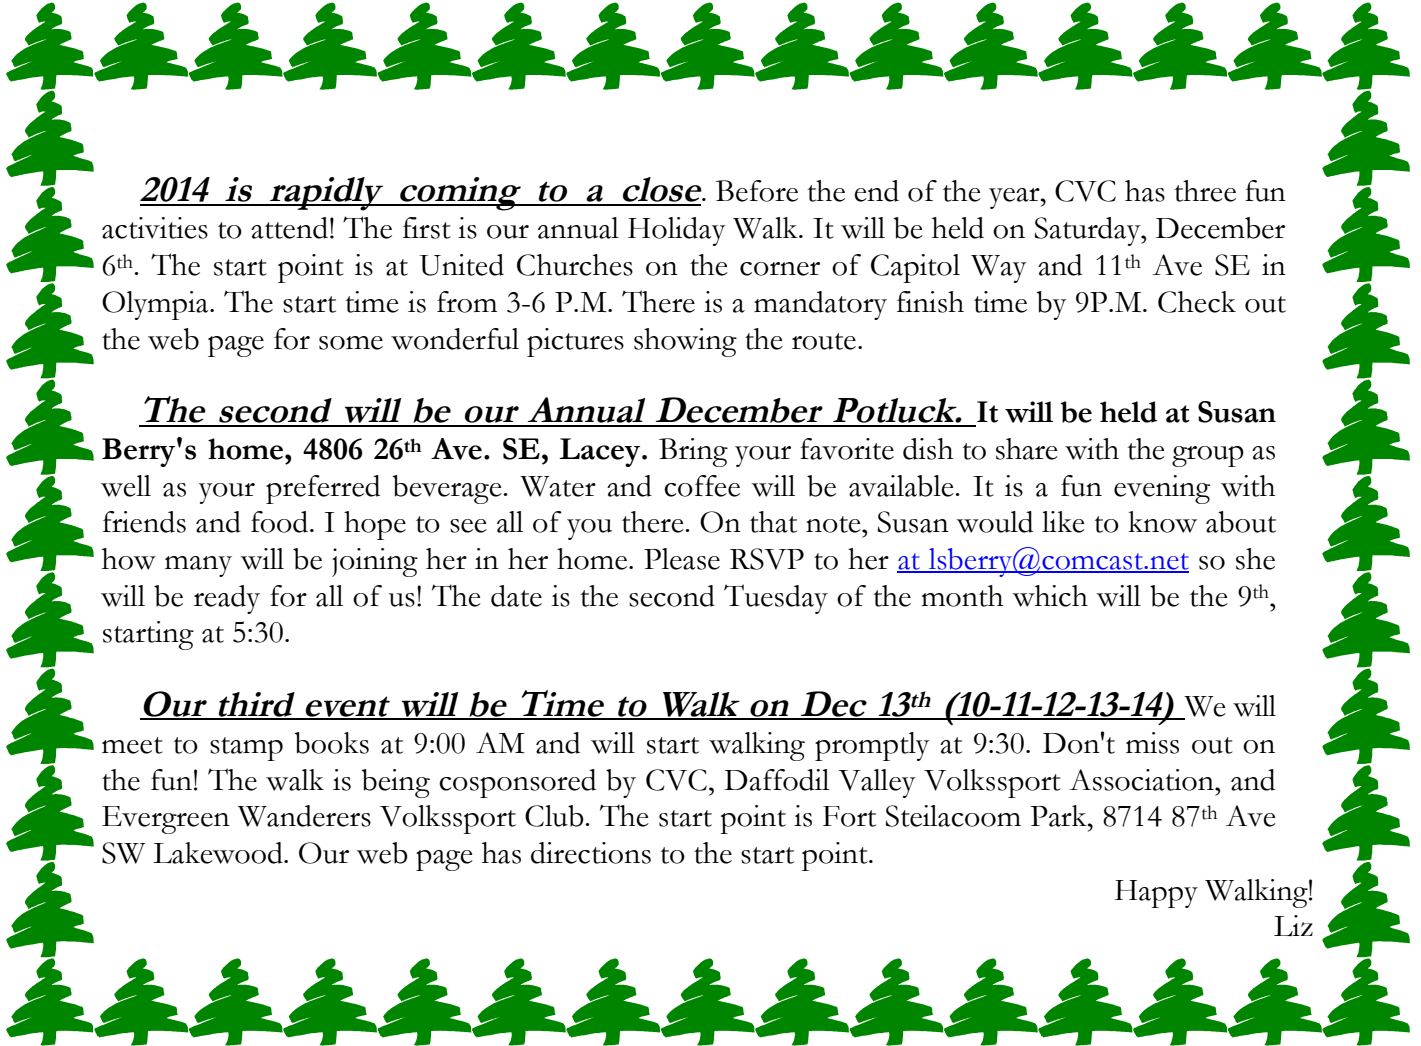 2014 is rapidly coming to a close. Before the end of the year, CVC has three fun
activities to attend! The first is our annual Holiday Walk. It will be held on Saturday, December
6th. The start point is at United Churches on the corner of Capitol Way and 11th Ave SE in
Olympia. The start time is from 3-6 P.M. There is a mandatory finish time by 9P.M. Check out
the web page for some wonderful pictures showing the route.
The second will be our Annual December Potluck. It will be held at Susan
Berry's home, 4806 26th Ave. SE, Lacey. Bring your favorite dish to share with the group as
well as your preferred beverage. Water and coffee will be available. It is a fun evening with
friends and food. I hope to see all of you there. On that note, Susan would like to know about
how many will be joining her in her home. Please RSVP to her at lsberry@comcast.net so she
will be ready for all of us! The date is the second Tuesday of the month which will be the 9th,
starting at 5:30.
Our third event will be Time to Walk on Dec 13th (10-11-12-13-14) We will
meet to stamp books at 9:00 AM and will start walking promptly at 9:30. Don't miss out on
the fun! The walk is being cosponsored by CVC, Daffodil Valley Volkssport Association, and
Evergreen Wanderers Volkssport Club. The start point is Fort Steilacoom Park, 8714 87th Ave
SW Lakewood. Our web page has directions to the start point.
Happy Walking!
Liz